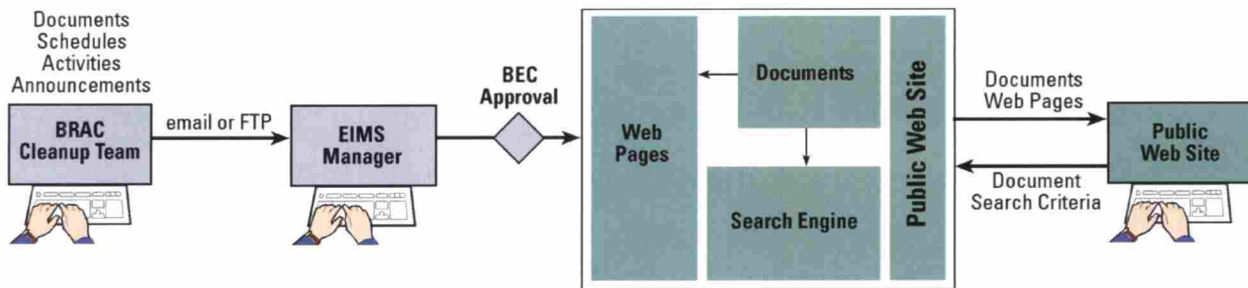 Documents
Schedules
Activities
Announcements
BRAC
Cleanup Team
email or FTP
EIMS
Manager
BEC
Approval
Web
Pages
Documents
Search Engine
Public Web Site
Documents
Web Pages
Document
Search Criteria
Public
Web Site